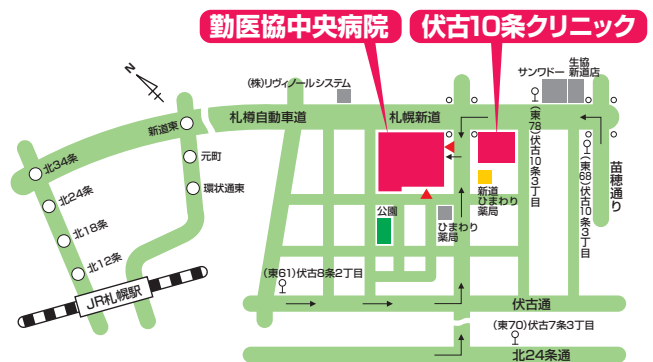 勤医協中央病院
伏古10条クリニック
N
(株)リヴィノールシステム
サンワドー
生協
新道店
札樽自動車道
札幌新道
新道東
元町
環状通東
北34条
北24条
北18条
北12条
JR札幌駅
(東78)伏古10条3丁目
(東68)伏古10条3丁目
苗穂通り
新道
ひまわり
薬局
公園
ひまわり
薬局
(東61)伏古8条2丁目
伏古通
(東70)伏古7条3丁目
北24条通